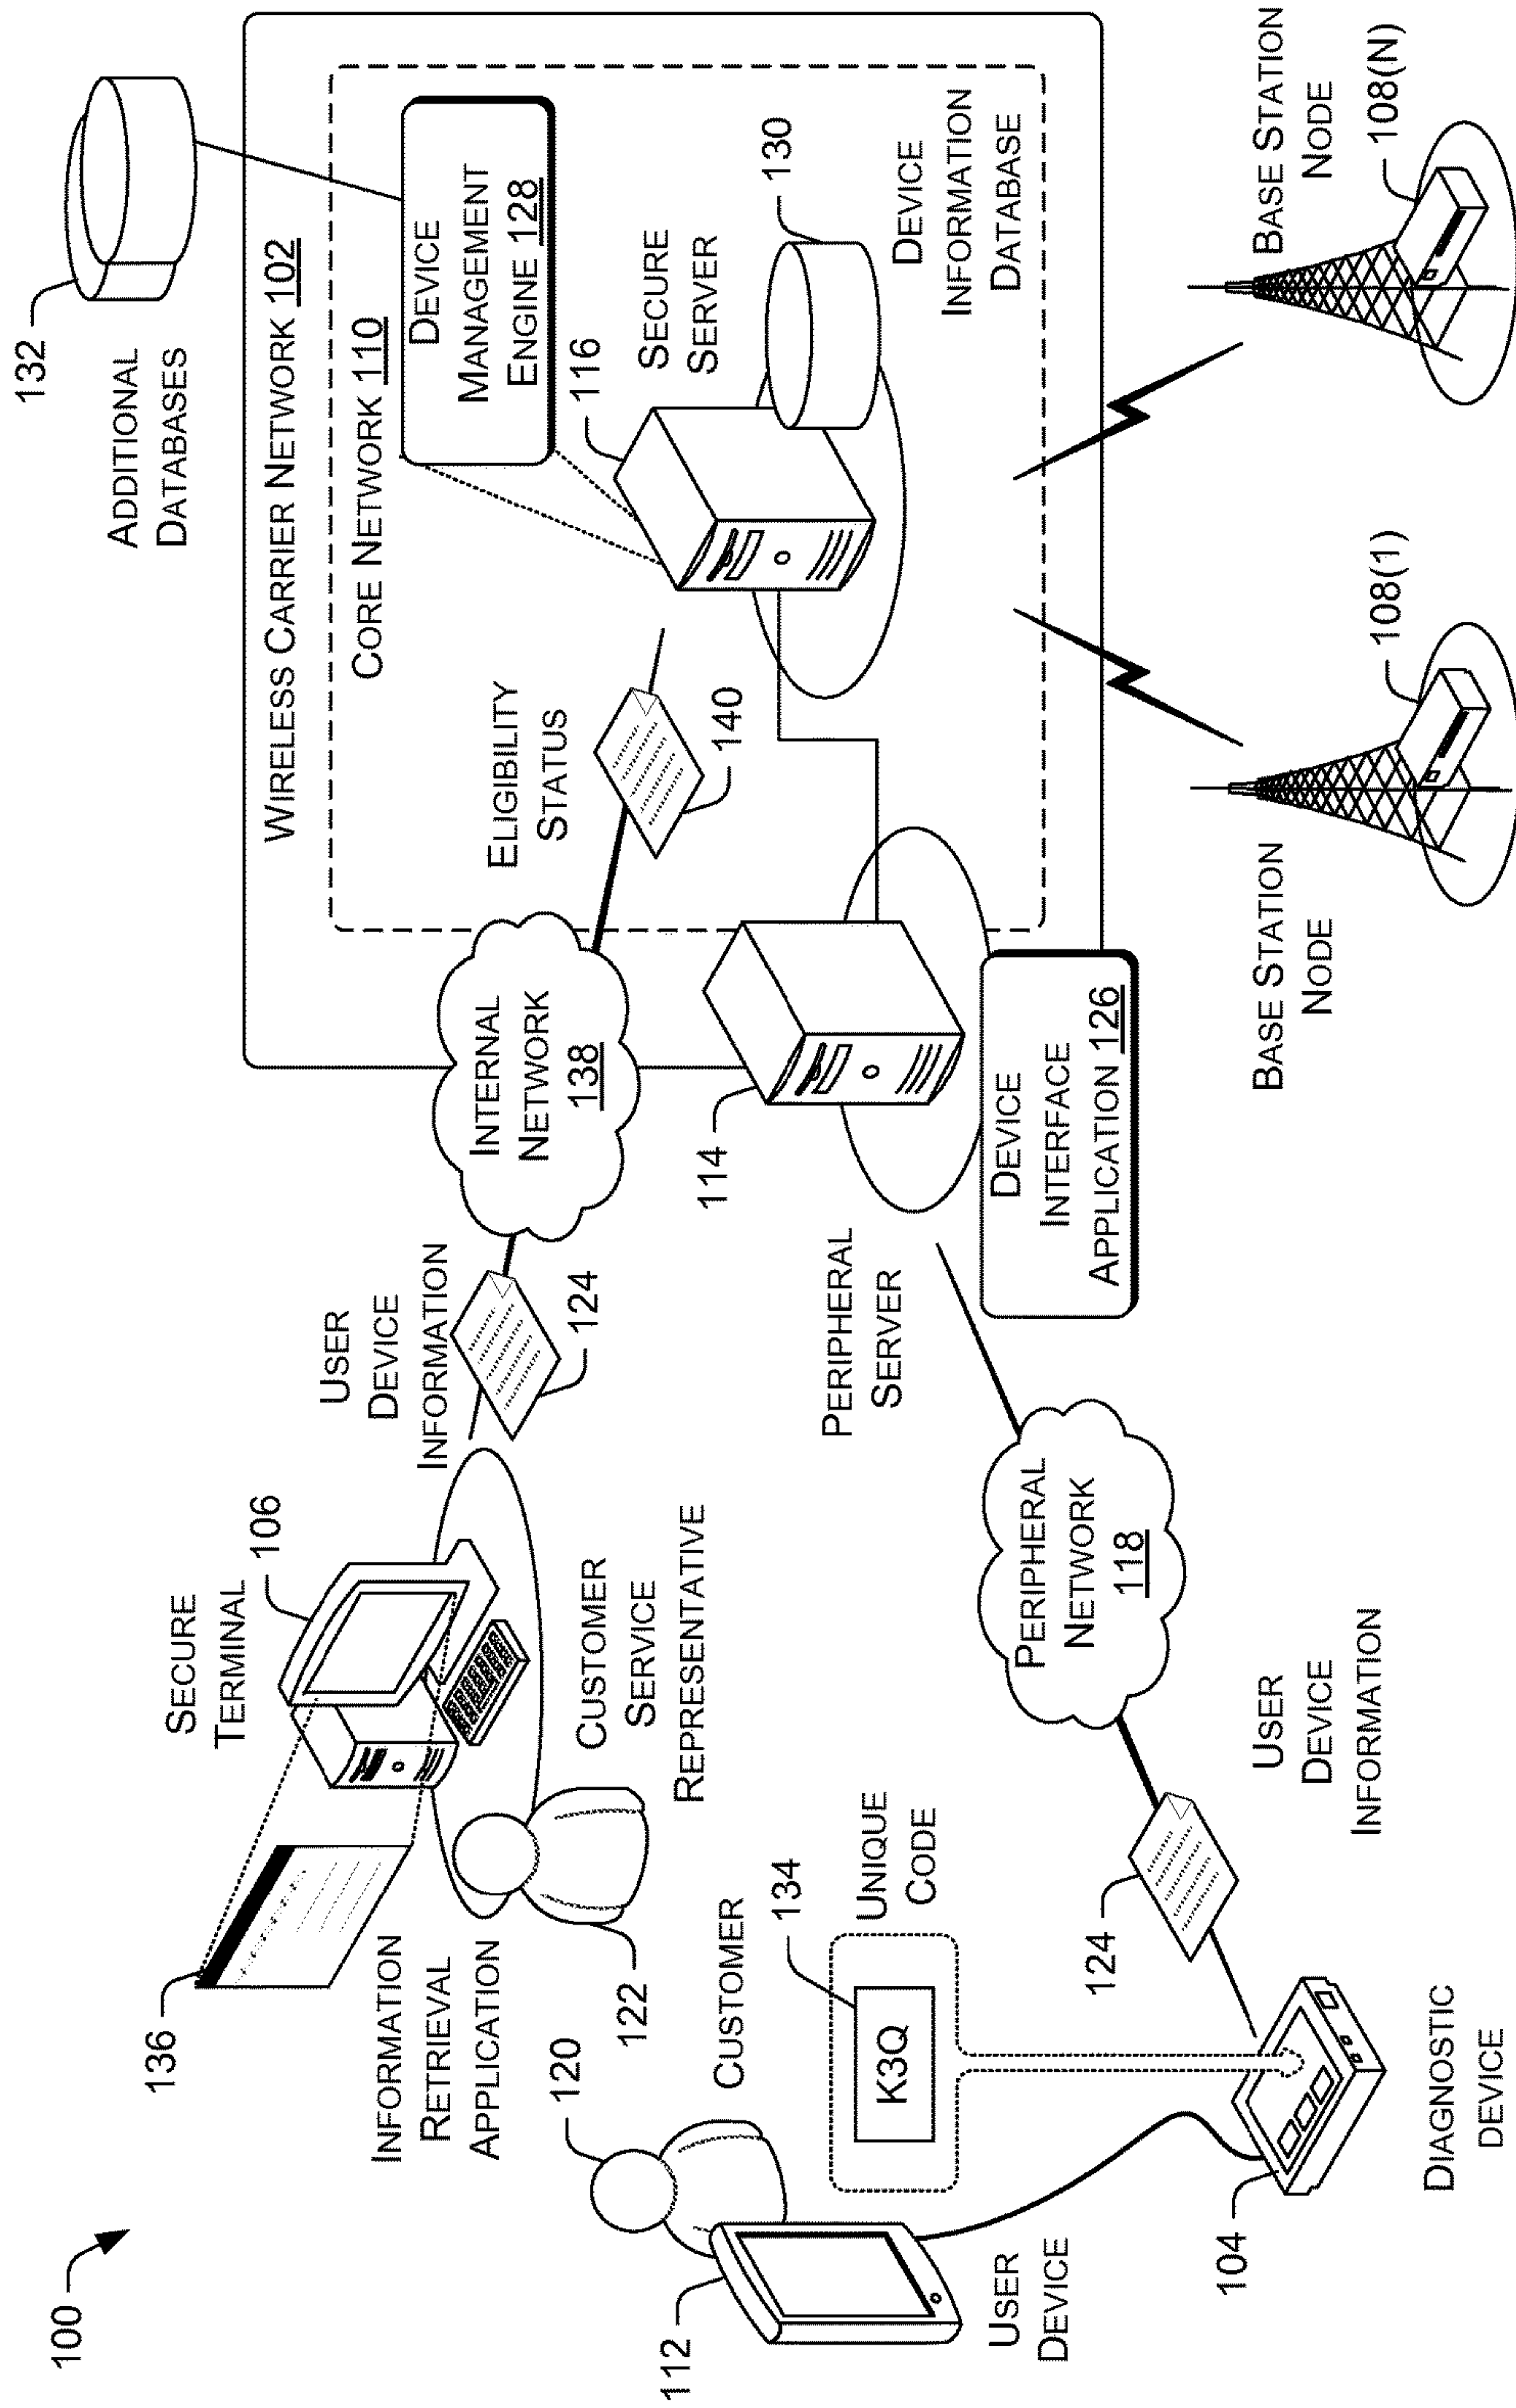 100
136
INFORMATION
RETRIEVAL
APPLICATION
SECURE
TERMINAL
106
120
122
CUSTOMER
CUSTOMER
SERVICE
REPRESENTATIVE
USER
DEVICE
INFORMATION
124
INTERNAL
NETWORK
138
ELIGIBILITY
STATUS
140
132
ADDITIONAL
DATABASES
WIRELESS CARRIER NETWORK 102
CORE NETWORK 110
DEVICE
MANAGEMENT
ENGINE 128
116
SECURE
SERVER
130
DEVICE
INFORMATION
DATABASE
112
USER
DEVICE
134
K3Q
UNIQUE
CODE
104
DIAGNOSTIC
DEVICE
124
USER
DEVICE
INFORMATION
PERIPHERAL
NETWORK
118
114
PERIPHERAL
SERVER
DEVICE
INTERFACE
APPLICATION 126
BASE STATION
NODE
108(1)
BASE STATION
NODE
108(N)